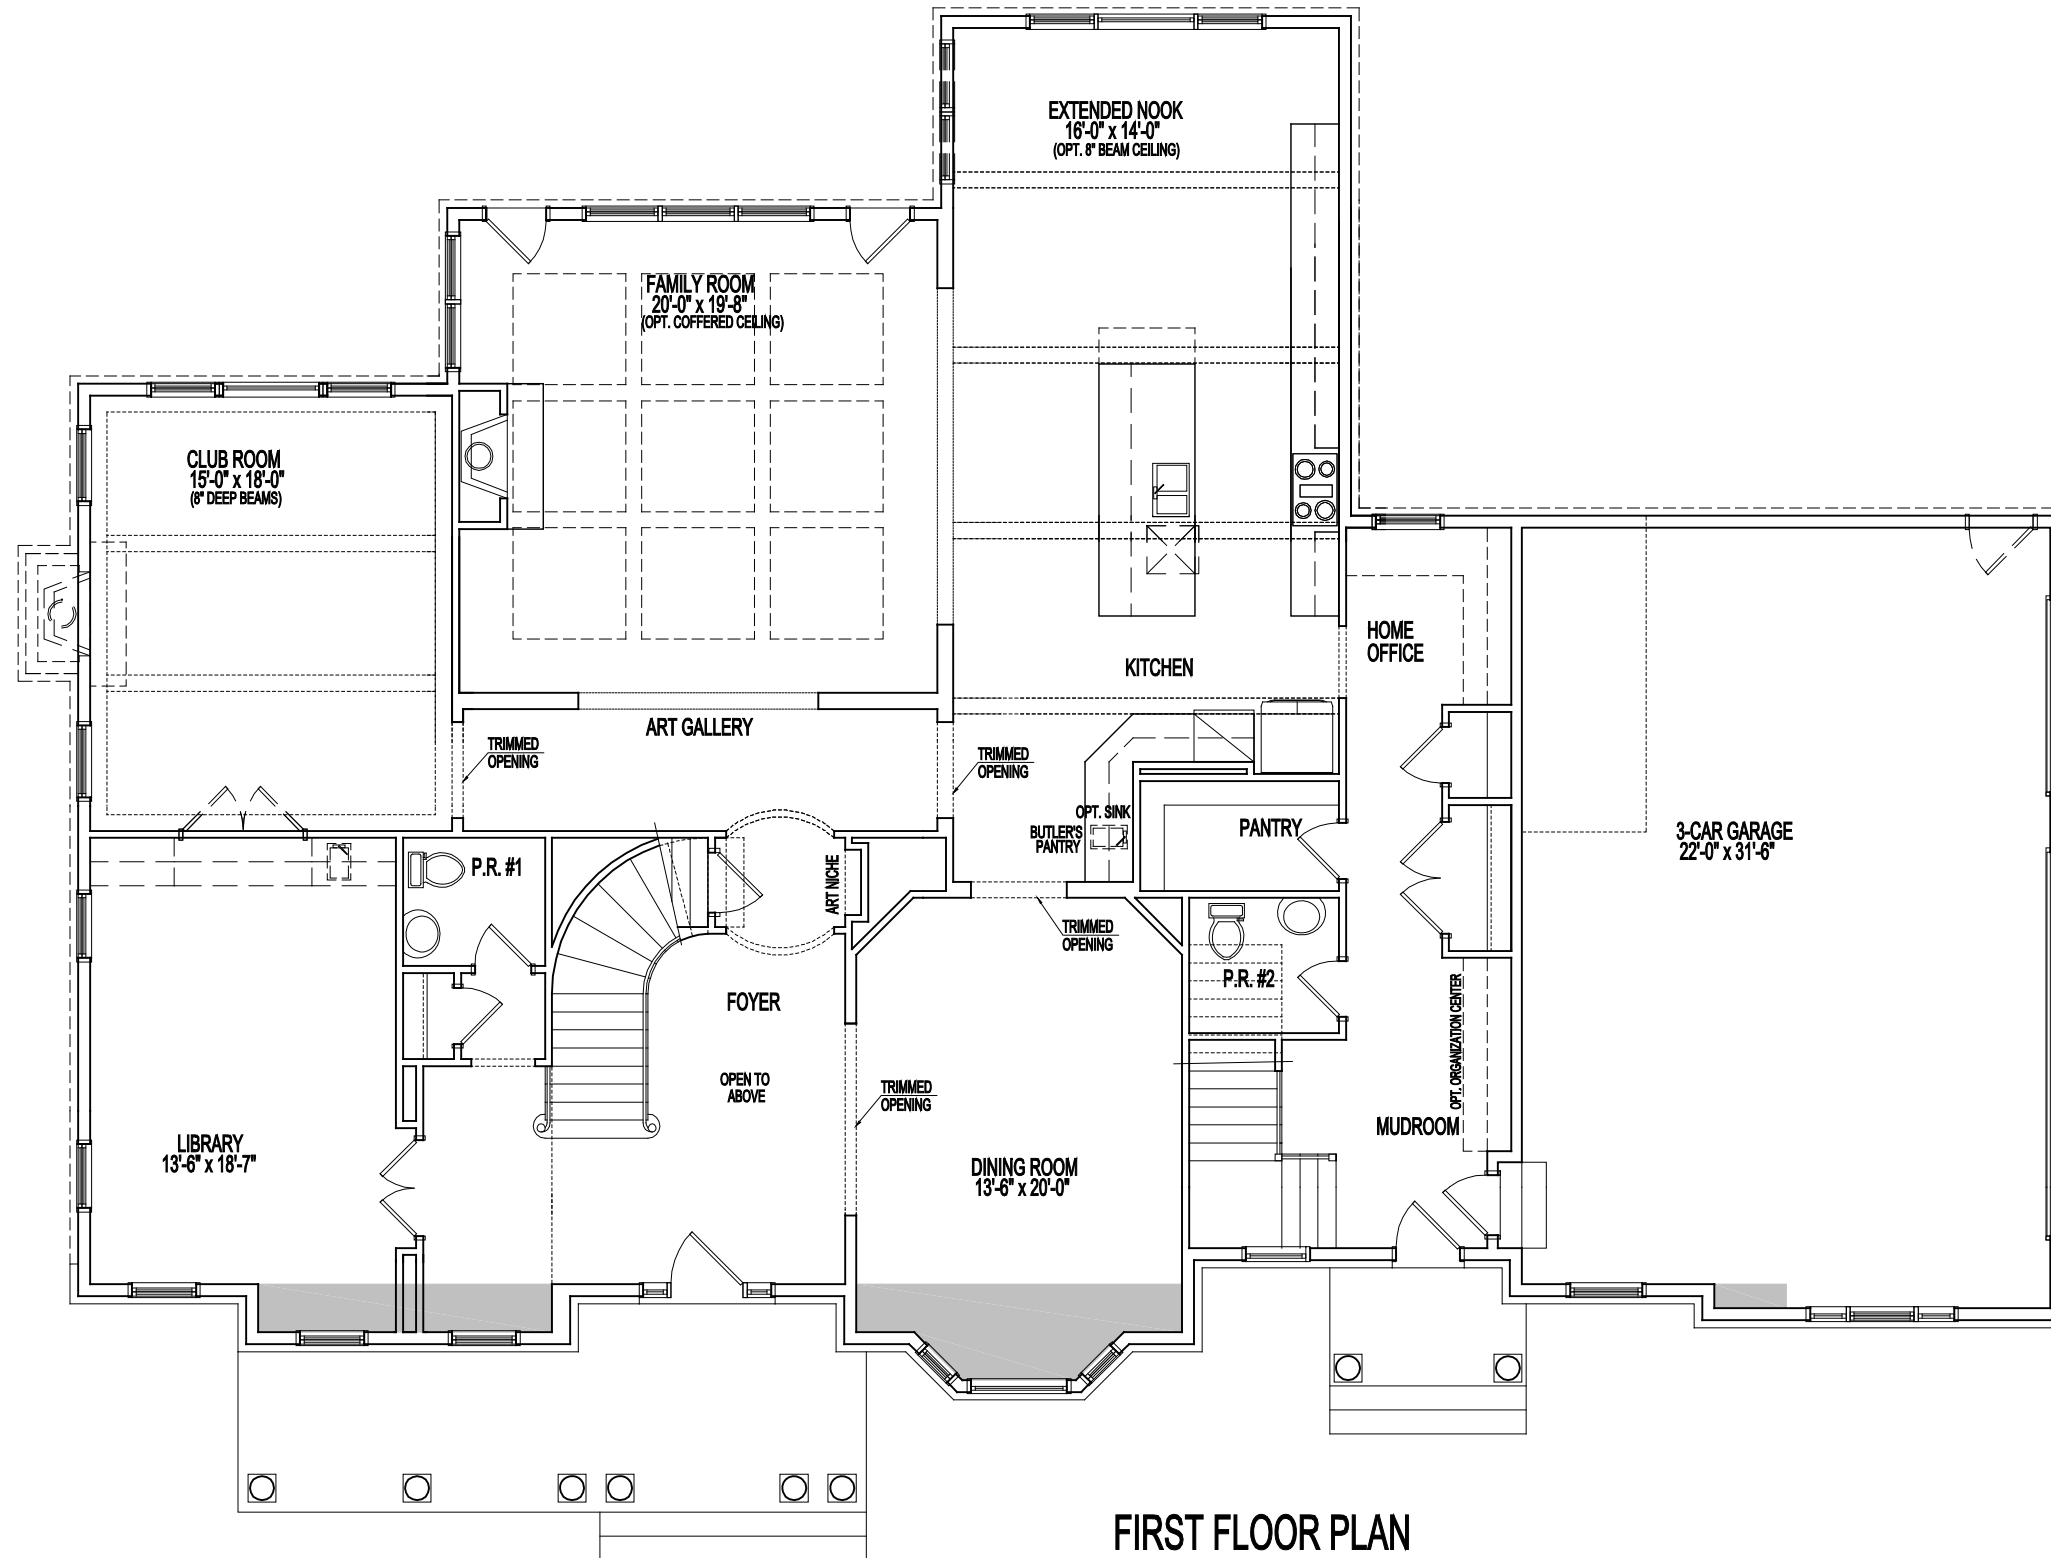 EXTENDED NOOK
16'-0" x 14'-0"
(OPT. 8" BEAM CEILING)
FAMILY ROOM
20'-0" x 19'-8"
(OPT. COFFERED CEILING)
CLUB ROOM
15'-0" x 18'-0"
(8" DEEP BEAMS)
HOME
OFFICE
KITCHEN
ART GALLERY
TRIMMED
OPENING
TRIMMED
OPENING
OPT. SINK
BUTLER'S
PANTRY
PANTRY
3-CAR GARAGE
22'-0" x 31'-6"
P.R. #1
ART NICHE
TRIMMED
OPENING
P.R. #2
FOYER
OPT. ORGANIZATION CENTER
OPEN TO
ABOVE
TRIMMED
OPENING
MUDROOM
LIBRARY
13'-6" x 18'-7"
DINING ROOM
13'-6" x 20'-0"
FIRST FLOOR PLAN